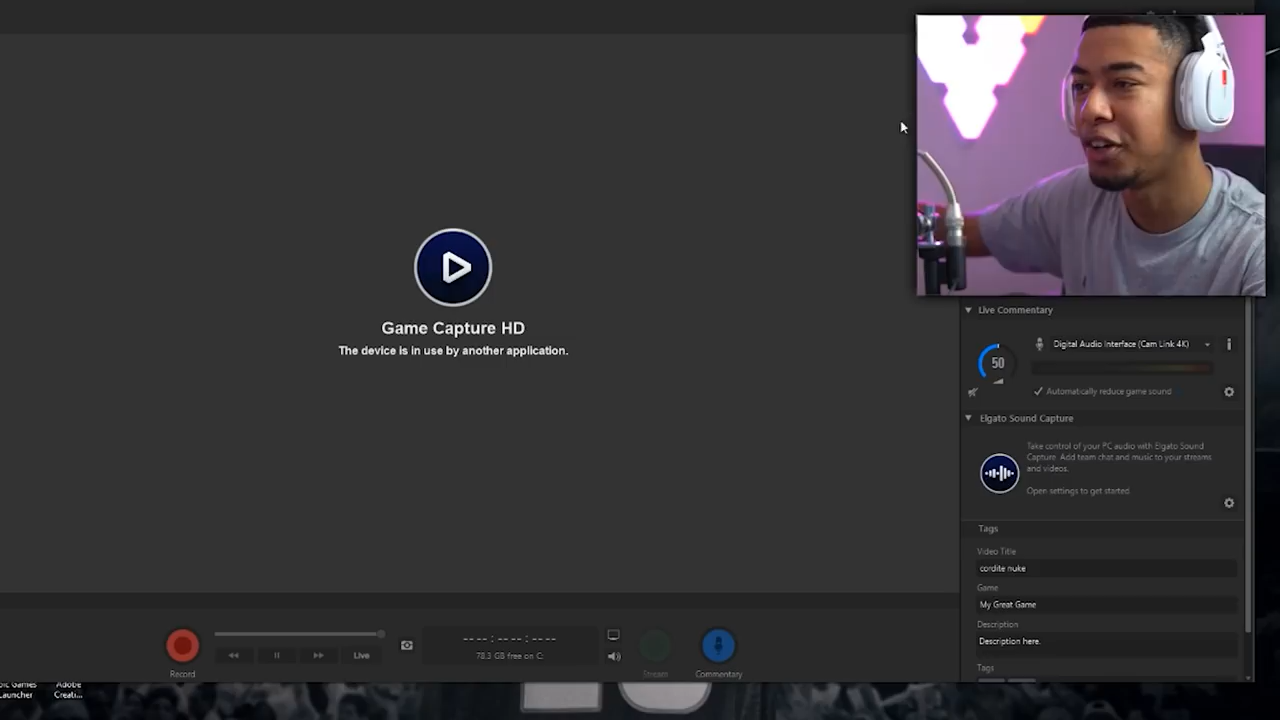 Game Capture HD
The device is in use by another application.
Live Commentary
50
Digital Audio Interface (Cam Link 4K)
Automatically reduce game sound
Elgato Sound Capture
Take control of your PC audio with Elgato Sound
Capture. Add team chat and music to your streams
and videos.
Open settings to get started.
Tags
Video Title
cordite nuke
Game
My Great Game
Description
Description here.
Tags
Live
-- -- : -- -- : -- --
78.3 GB free on C:
Record
Stream
Commentary
Games
Launcher
Adobe
Creati...